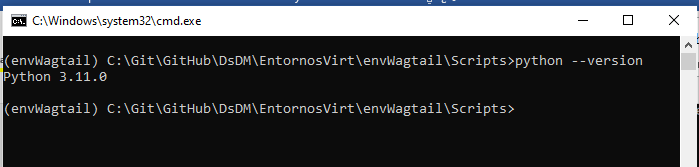 C:\Windows\system32\cmd.exe
(envWagtail) C:\Git\GitHub\DsDM\EntornosVirt\envWagtail\Scripts>python --version
Python 3.11.0
(envWagtail) C:\Git\GitHub\DsDM\EntornosVirt\envWagtail\Scripts>